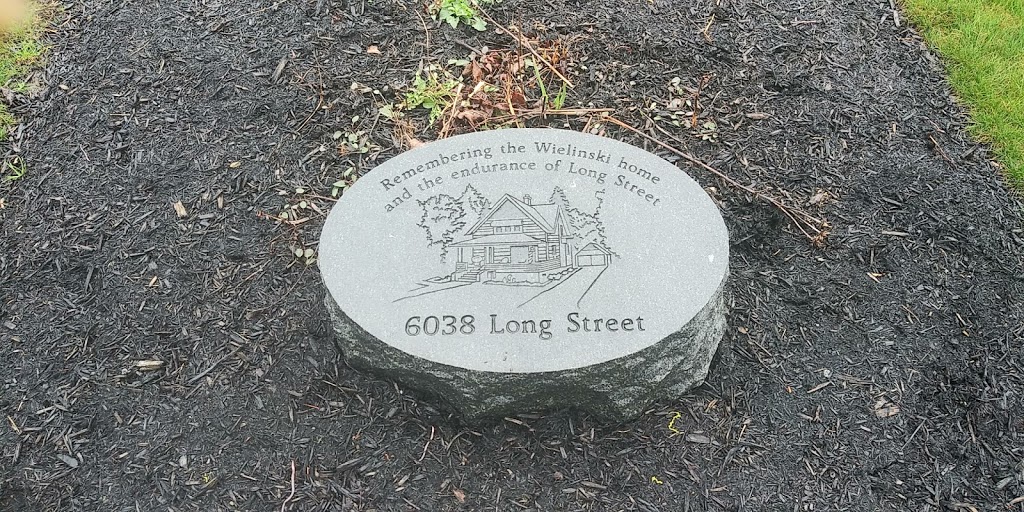 Remembering the Wielinski home
and the endurance of Long Street
6038 Long Street